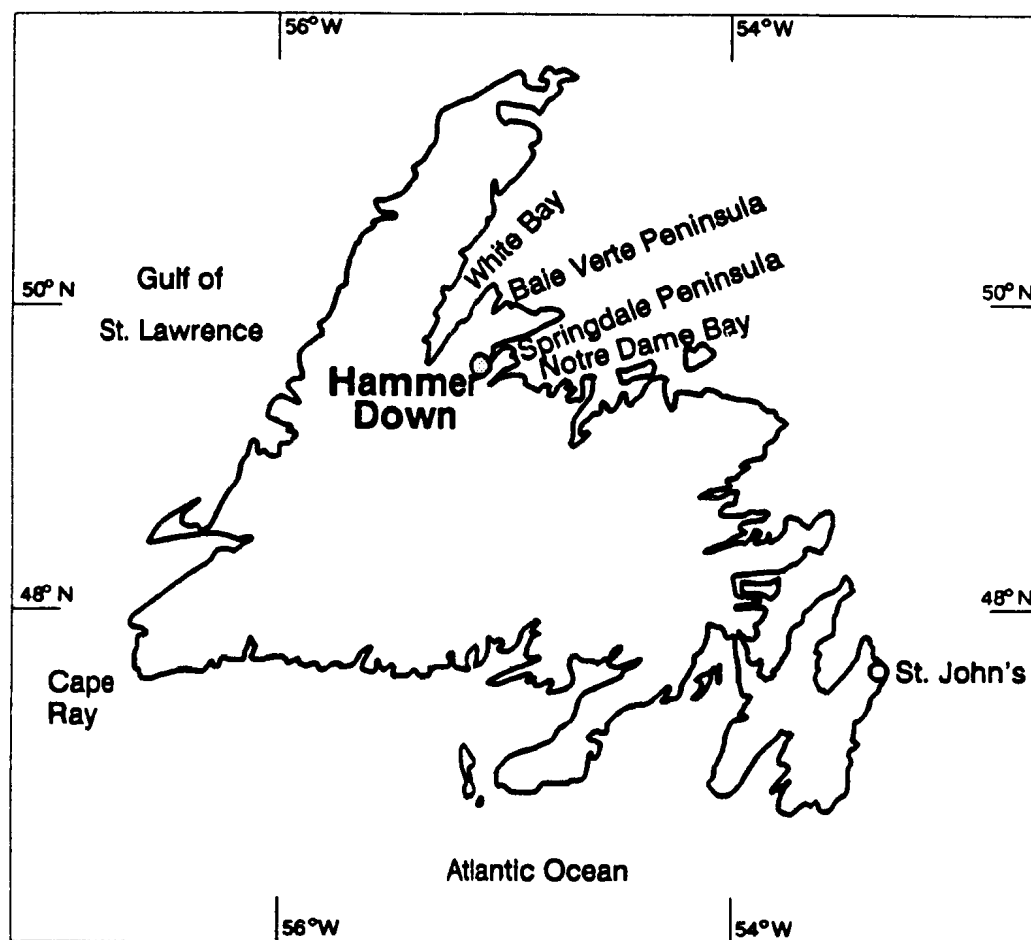 56°W
54°W
White Bay
Baie Verte Peninsula
Springdale Peninsula
Notre Dame Bay
Gulf of
St. Lawrence
50° N
50° N
Hammer
Down
48° N
48° N
Cape
Ray
St. John's
Atlantic Ocean
56°W
54°W